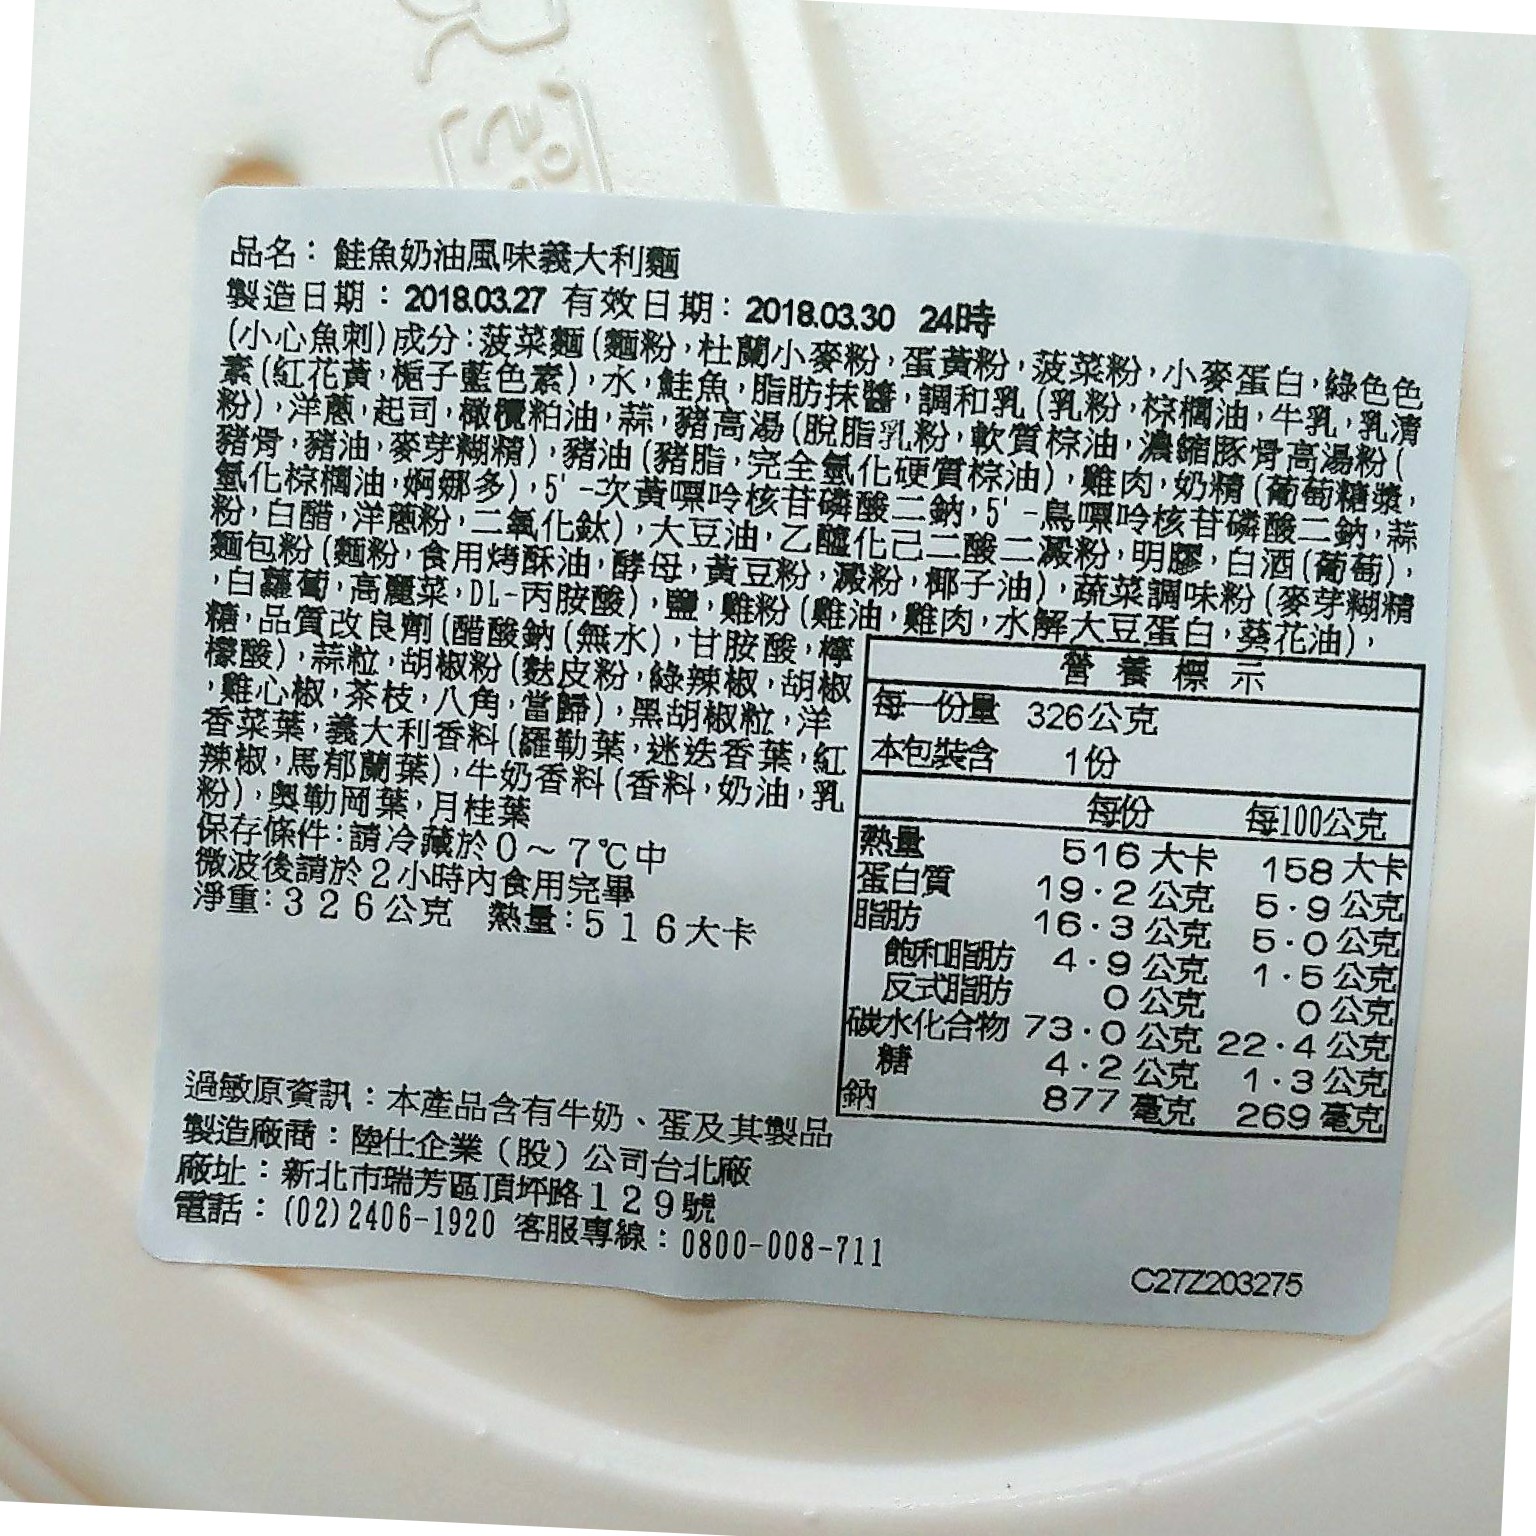 品名：鮭魚奶油風味義大利麵
製造日期：2018.03.27 有效日期：2018.03.30 24時
(小心魚刺)成分:菠菜麵(麵粉,杜蘭小麥粉,蛋黃粉,菠菜粉,小麥蛋白,綠色色
素(紅花黃,梔子藍色素),水,鮭魚,脂肪抹醬,調和乳(乳粉,棕櫚油,牛乳,乳清
粉),洋蔥,起司,橄欖粕油,蒜,豬高湯(脫脂乳粉,軟質棕油,濃縮豚骨高湯粉(
豬骨,豬油,麥芽糊精),豬油(豬脂,完全氫化硬質棕油),雞肉,奶精(葡萄糖漿,
氫化棕櫚油,婀娜多),5'-次黃嘌呤核苷磷酸二鈉,5'-鳥嘌呤核苷磷酸二鈉,蒜
粉,白醋,洋蔥粉,二氧化鈦),大豆油,乙醯化己二酸二澱粉,明膠,白酒(葡萄),
麵包粉(麵粉,食用烤酥油,酵母,黃豆粉,澱粉,椰子油),蔬菜調味粉(麥芽糊精
,白蘿蔔,高麗菜,DL-丙胺酸),鹽,雞粉(雞油,雞肉,水解大豆蛋白,葵花油),
糖,品質改良劑(醋酸鈉(無水),甘胺酸,檸
檬酸),蒜粒,胡椒粉(麩皮粉,綠辣椒,胡椒
,雞心椒,茶枝,八角,當歸),黑胡椒粒,洋
香菜葉,義大利香料(羅勒葉,迷迭香葉,紅
辣椒,馬郁蘭葉),牛奶香料(香料,奶油,乳
粉),奧勒岡葉,月桂葉
保存條件:請冷藏於0～7℃中
微波後請於2小時內食用完畢
淨重:326公克 熱量:516大卡
營養標示
每一份量 326公克
本包裝含 1份
每份 每100公克
熱量 516 大卡 158 大卡
蛋白質 19.2 公克 5.9 公克
脂肪 16.3 公克 5.0 公克
飽和脂肪 4.9 公克 1.5 公克
反式脂肪 0 公克 0 公克
碳水化合物 73.0 公克 22.4 公克
糖 4.2 公克 1.3 公克
鈉 877 毫克 269 毫克
過敏原資訊：本產品含有牛奶、蛋及其製品
製造廠商：陸仕企業（股）公司台北廠
廠址：新北市瑞芳區頂坪路129號
電話：(02)2406-1920 客服專線：0800-008-711
C27Z203275